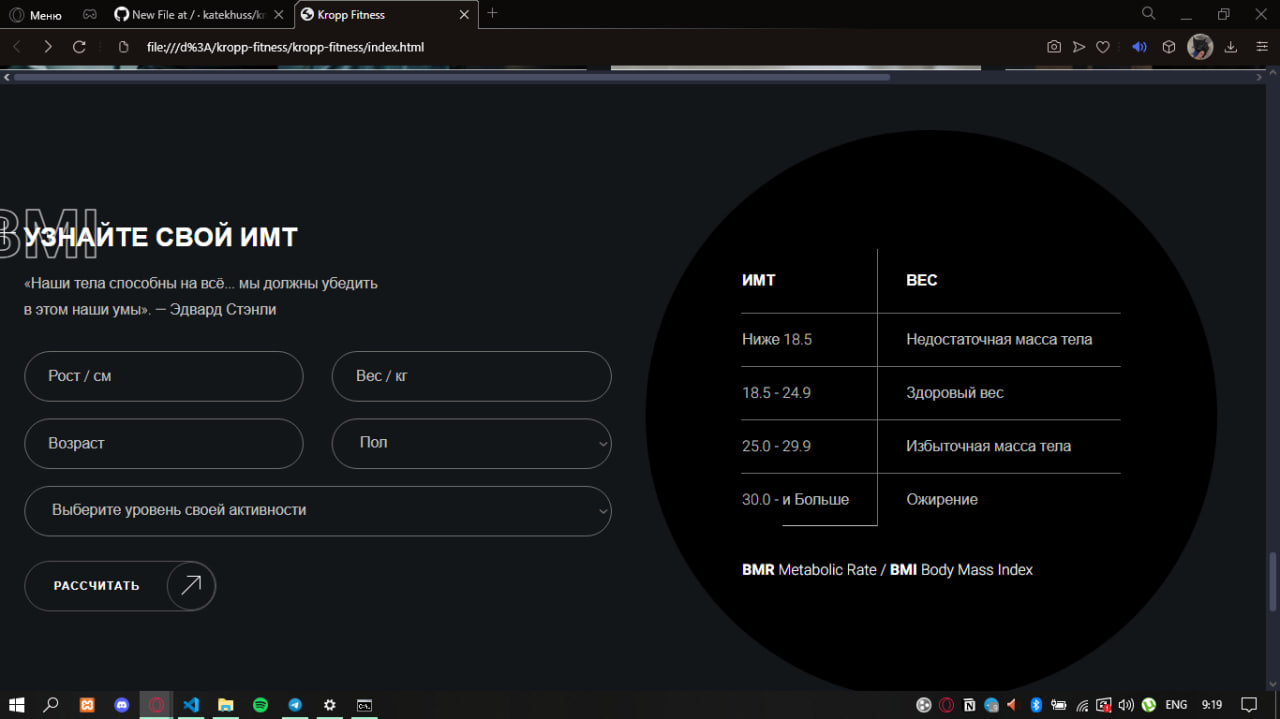 Меню
New File at / · katekhuss/kr
Kropp Fitness
file:///d%3A/kropp-fitness/kropp-fitness/index.html
BMI
УЗНАЙТЕ СВОЙ ИМТ
«Наши тела способны на всё... мы должны убедить
в этом наши умы». — Эдвард Стэнли
Рост / см
Вес / кг
Возраст
Пол
Выберите уровень своей активности
РАССЧИТАТЬ
ИМТ ВЕС
Ниже 18.5 Недостаточная масса тела
18.5 - 24.9 Здоровый вес
25.0 - 29.9 Избыточная масса тела
30.0 - и Больше Ожирение
BMR Metabolic Rate / BMI Body Mass Index
ENG 9:19